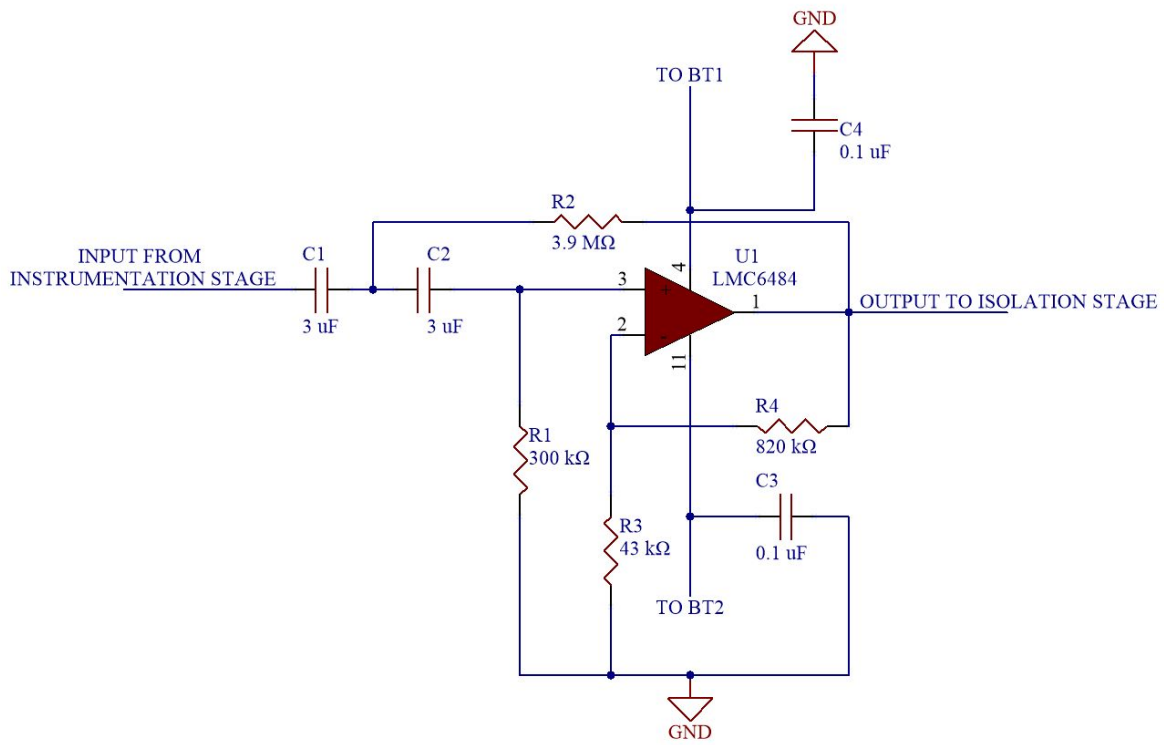 GND
TO BT1
C4
0.1 uF
R2
3.9 MΩ
INPUT FROM
INSTRUMENTATION STAGE
C1
3 uF
C2
3 uF
U1
LMC6484
3
+
4
2
-
11
1
OUTPUT TO ISOLATION STAGE
R4
820 kΩ
R1
300 kΩ
C3
0.1 uF
R3
43 kΩ
TO BT2
GND